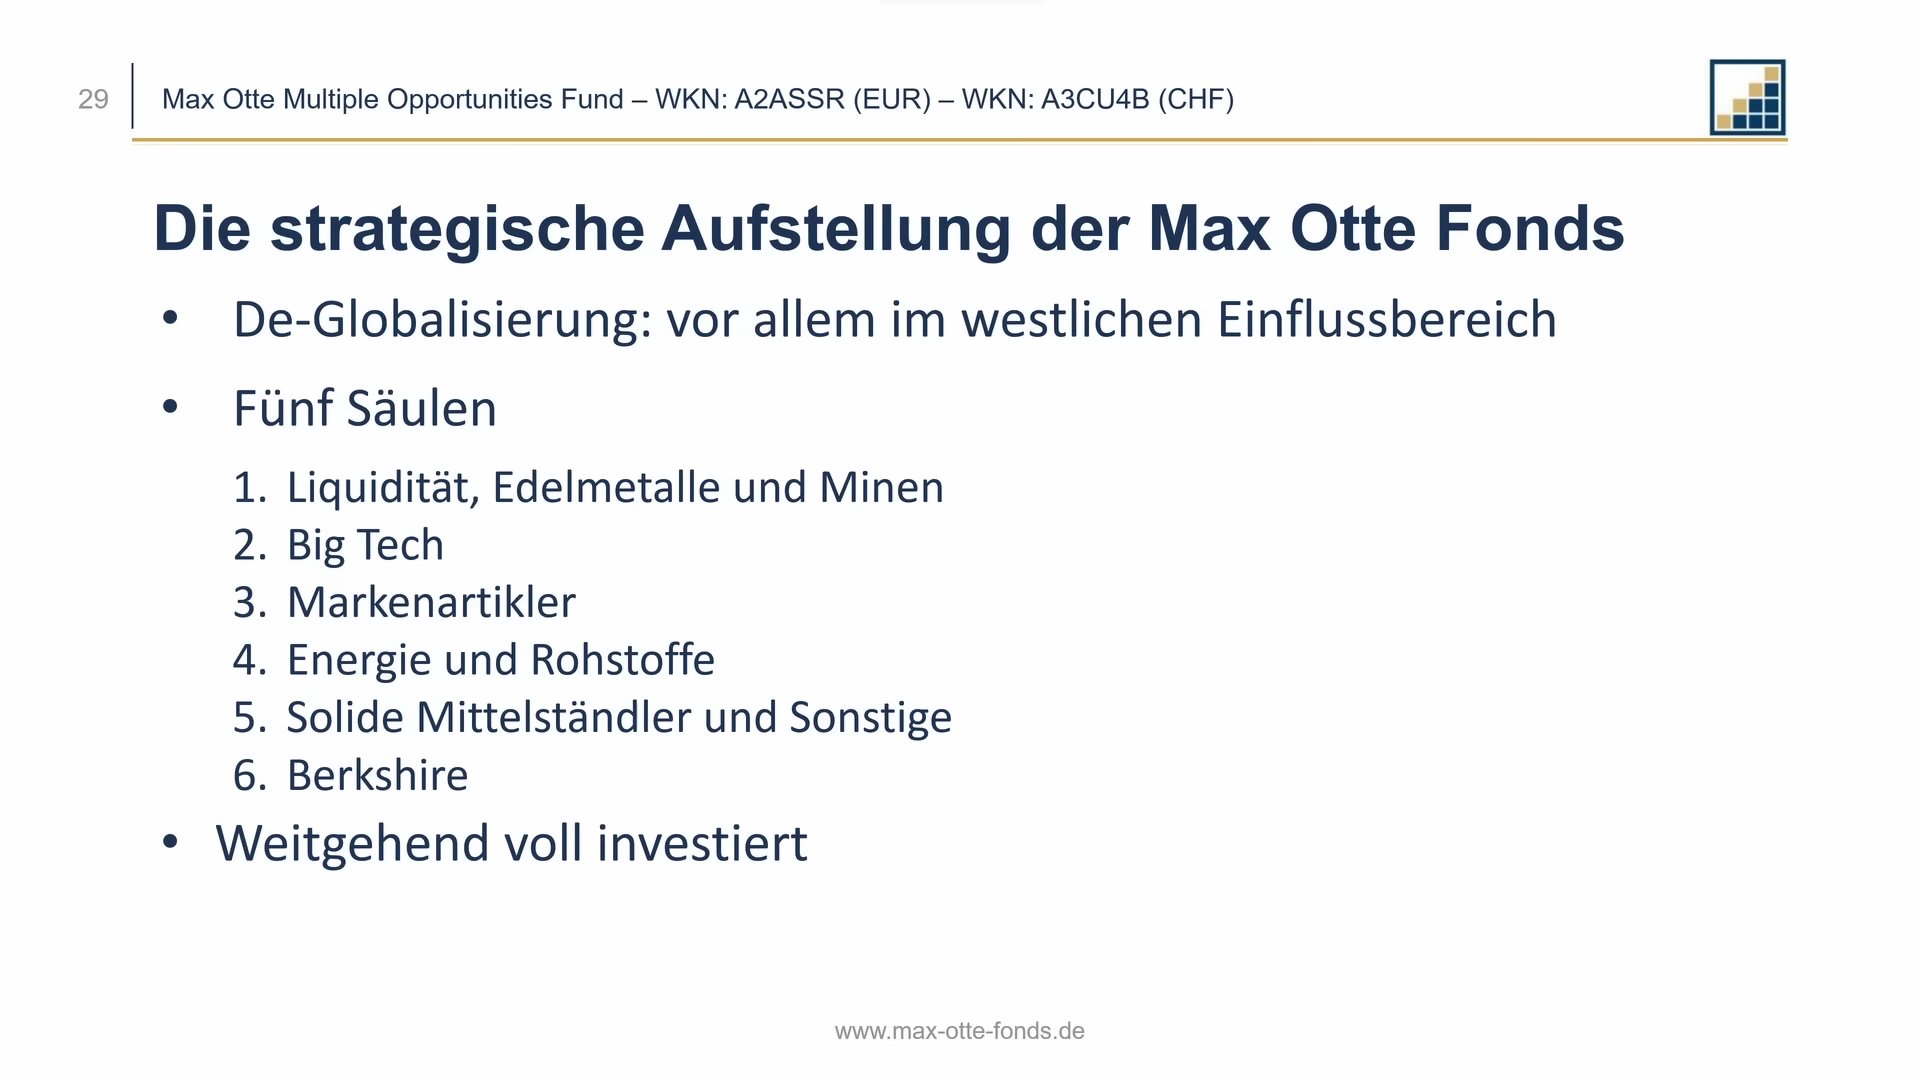 29
Max Otte Multiple Opportunities Fund – WKN: A2ASSR (EUR) – WKN: A3CU4B (CHF)
Die strategische Aufstellung der Max Otte Fonds
• De-Globalisierung: vor allem im westlichen Einflussbereich
• Fünf Säulen
1. Liquidität, Edelmetalle und Minen
2. Big Tech
3. Markenartikler
4. Energie und Rohstoffe
5. Solide Mittelständler und Sonstige
6. Berkshire
• Weitgehend voll investiert
www.max-otte-fonds.de